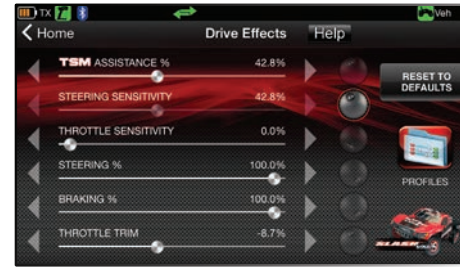 TX Veh
Home Drive Effects Help
TSM ASSISTANCE % 42.8%
RESET TO
DEFAULTS
STEERING SENSITIVITY 42.8%
THROTTLE SENSITIVITY 0.0%
STEERING % 100.0%
PROFILES
BRAKING % 100.0%
THROTTLE TRIM -8.7%
SLASH